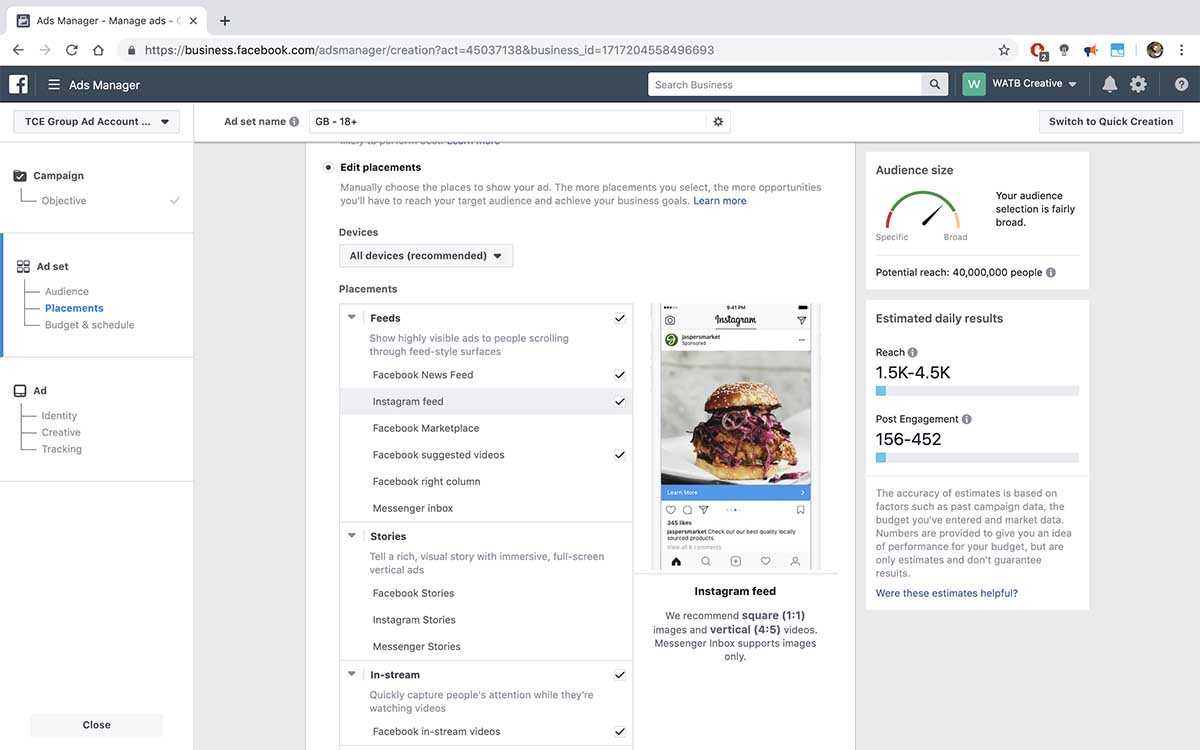 Ads Manager - Manage ads - C
https://business.facebook.com/adsmanager/creation?act=45037138&business_id=1717204558496693
2
Ads Manager
Search Business
W
WATB Creative
TCE Group Ad Account ...
Ad set name
GB - 18+
Switch to Quick Creation
Campaign
Objective
Ad set
Audience
Placements
Budget & schedule
Ad
Identity
Creative
Tracking
Close
likely to perform best. Learn more
Edit placements
Manually choose the places to show your ad. The more placements you select, the more opportunities
you'll have to reach your target audience and achieve your business goals. Learn more
Devices
All devices (recommended)
Placements
Feeds
Show highly visible ads to people scrolling
through feed-style surfaces
Facebook News Feed
Instagram feed
Facebook Marketplace
Facebook suggested videos
Facebook right column
Messenger inbox
Stories
Tell a rich, visual story with immersive, full-screen
vertical ads
Facebook Stories
Instagram Stories
Messenger Stories
In-stream
Quickly capture people's attention while they're
watching videos
Facebook in-stream videos
9:41 PM
Instagram
jaspersmarket
Sponsored
Learn More
345 likes
jaspersmarket Check out our best quality locally
sourced products.
View all 8 comments
Instagram feed
We recommend square (1:1)
images and vertical (4:5) videos.
Messenger Inbox supports images
only.
Audience size
Specific
Broad
Your audience
selection is fairly
broad.
Potential reach: 40,000,000 people
Estimated daily results
Reach
1.5K-4.5K
Post Engagement
156-452
The accuracy of estimates is based on
factors such as past campaign data, the
budget you've entered and market data.
Numbers are provided to give you an idea
of performance for your budget, but are
only estimates and don't guarantee
results.
Were these estimates helpful?